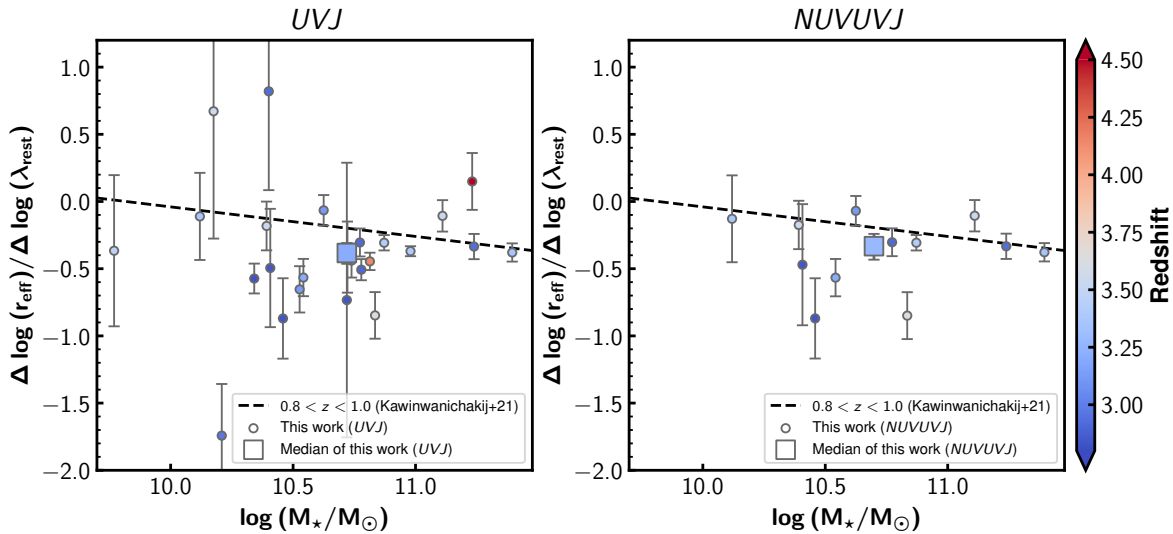 UVJ
NUVUVJ
1.0
0.5
0.0
−0.5
−1.0
−1.5
−2.0
Δ log (r_eff)/Δ log (λ_rest)
10.0
10.5
11.0
log (M⋆/M⊙)
0.8 < z < 1.0 (Kawinwanichakij+21)
This work (UVJ)
Median of this work (UVJ)
1.0
0.5
0.0
−0.5
−1.0
−1.5
−2.0
Δ log (r_eff)/Δ log (λ_rest)
10.0
10.5
11.0
log (M⋆/M⊙)
0.8 < z < 1.0 (Kawinwanichakij+21)
This work (NUVUVJ)
Median of this work (NUVUVJ)
4.50
4.25
4.00
3.75
3.50
3.25
3.00
Redshift